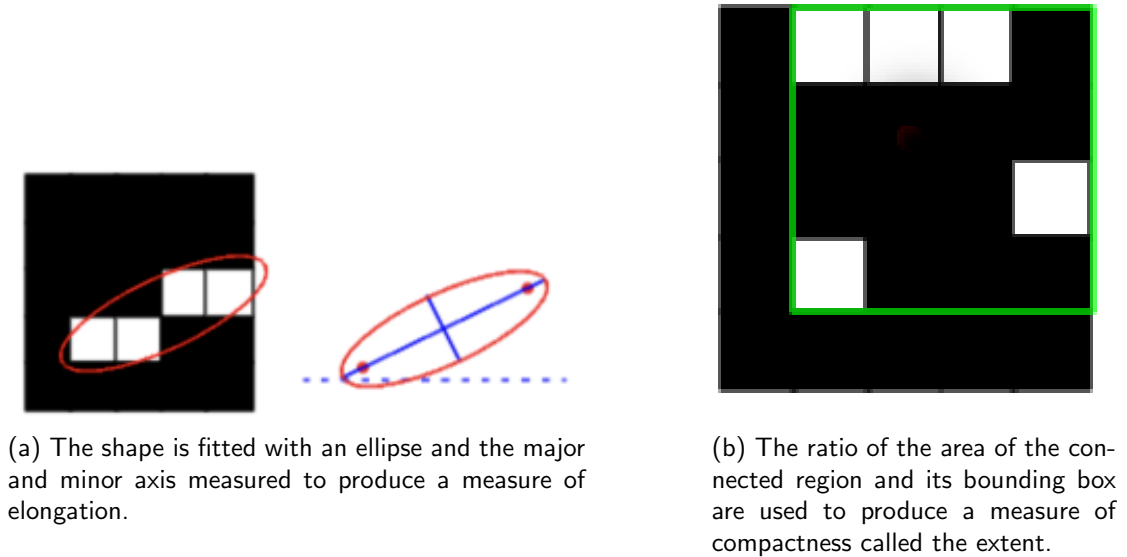 (a) The shape is fitted with an ellipse and the major
and minor axis measured to produce a measure of
elongation.
(b) The ratio of the area of the con-
nected region and its bounding box
are used to produce a measure of
compactness called the extent.